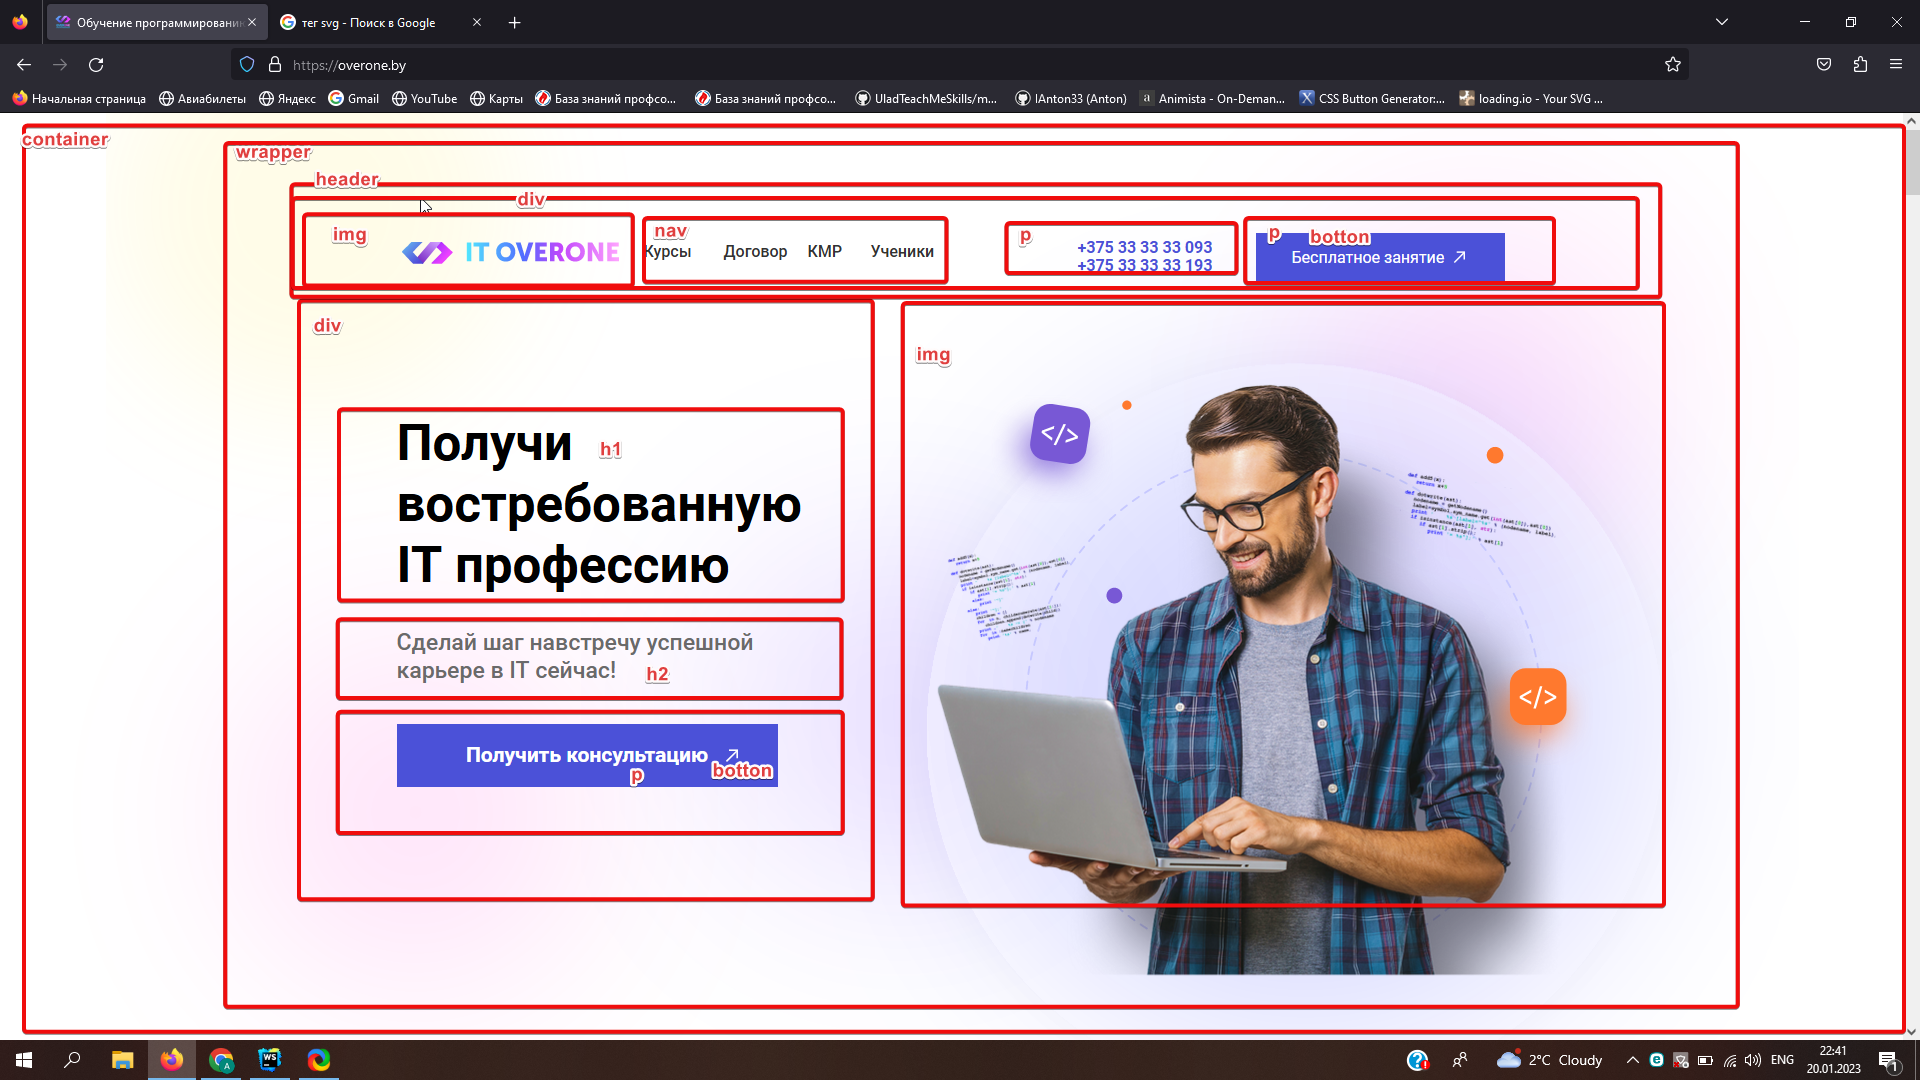 Обучение программировани
тег svg - Поиск в Google
https://overone.by
Начальная страница
Авиабилеты
Яндекс
Gmail
YouTube
Карты
База знаний профсо...
База знаний профсо...
UladTeachMeSkills/m...
IAnton33 (Anton)
a
Animista - On-Deman...
X
CSS Button Generator:...
loading.io - Your SVG ...
container
wrapper
header
div
img
IT OVERONE
nav
Курсы
Договор
КМР
Ученики
p
+375 33 33 33 093
+375 33 33 33 193
p
botton
Бесплатное занятие
div
img
Получи
h1
востребованную
IT профессию
Сделай шаг навстречу успешной
карьере в IT сейчас!
h2
Получить консультацию
p
botton
</>
</>
WS
A
2°C Cloudy
ENG
22:41
20.01.2023
1